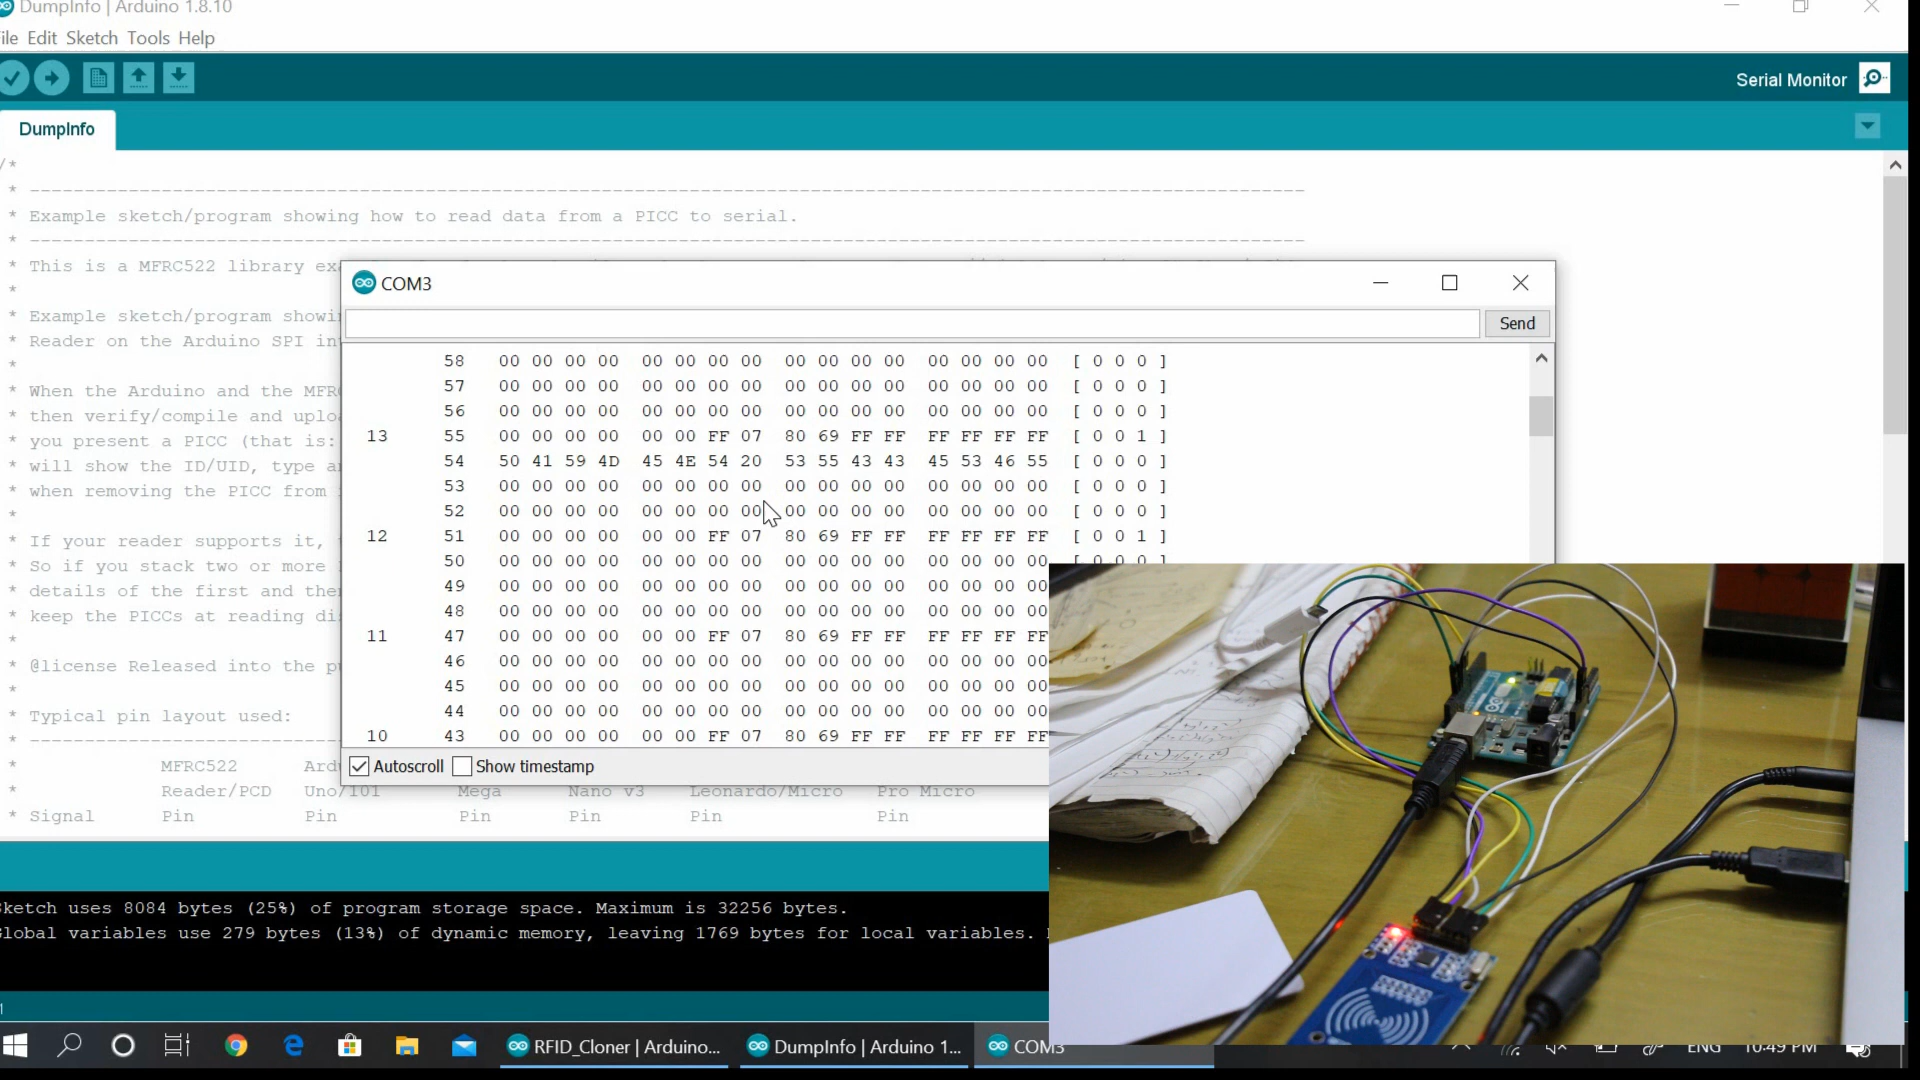 DumpInfo | Arduino 1.8.10
ile Edit Sketch Tools Help
Serial Monitor
DumpInfo
/*
* --------------------------------------------------------------------------------------------------------------------
* Example sketch/program showing how to read data from a PICC to serial.
* --------------------------------------------------------------------------------------------------------------------
* This is a MFRC522 library
*
* Example sketch/program
* Reader on the Arduino SPI
*
* When the Arduino and the
* then verify/compile and
* you present a PICC (that is:
* will show the ID/UID, type
* when removing the PICC from
*
* If your reader supports it,
* So if you stack two or more
* details of the first and
* keep the PICCs at reading
*
* @license Released into the
*
* Typical pin layout used:
* MFRC522
* Reader/PCD Uno/101 Mega Nano v3 Leonardo/Micro Pro Micro
* Signal Pin Pin Pin Pin Pin Pin
COM3
Send
58 00 00 00 00 00 00 00 00 00 00 00 00 00 00 00 00 [ 0 0 0 ]
57 00 00 00 00 00 00 00 00 00 00 00 00 00 00 00 00 [ 0 0 0 ]
56 00 00 00 00 00 00 00 00 00 00 00 00 00 00 00 00 [ 0 0 0 ]
13 55 00 00 00 00 00 00 FF 07 80 69 FF FF FF FF FF FF [ 0 0 1 ]
54 50 41 59 4D 45 4E 54 20 53 55 43 43 45 53 46 55 [ 0 0 0 ]
53 00 00 00 00 00 00 00 00 00 00 00 00 00 00 00 00 [ 0 0 0 ]
52 00 00 00 00 00 00 00 00 00 00 00 00 00 00 00 00 [ 0 0 0 ]
12 51 00 00 00 00 00 00 FF 07 80 69 FF FF FF FF FF FF [ 0 0 1 ]
50 00 00 00 00 00 00 00 00 00 00 00 00 00 00 00 00 [ 0 0 0 ]
49 00 00 00 00 00 00 00 00 00 00 00 00 00 00 00 00
48 00 00 00 00 00 00 00 00 00 00 00 00 00 00 00 00
11 47 00 00 00 00 00 00 FF 07 80 69 FF FF FF FF FF FF
46 00 00 00 00 00 00 00 00 00 00 00 00 00 00 00 00
45 00 00 00 00 00 00 00 00 00 00 00 00 00 00 00 00
44 00 00 00 00 00 00 00 00 00 00 00 00 00 00 00 00
10 43 00 00 00 00 00 00 FF 07 80 69 FF FF FF FF FF FF
Autoscroll Show timestamp
Sketch uses 8084 bytes (25%) of program storage space. Maximum is 32256 bytes.
Global variables use 279 bytes (13%) of dynamic memory, leaving 1769 bytes for local variables.
RFID_Cloner | Arduino... DumpInfo | Arduino 1... COM3 ENG 10:49 PM